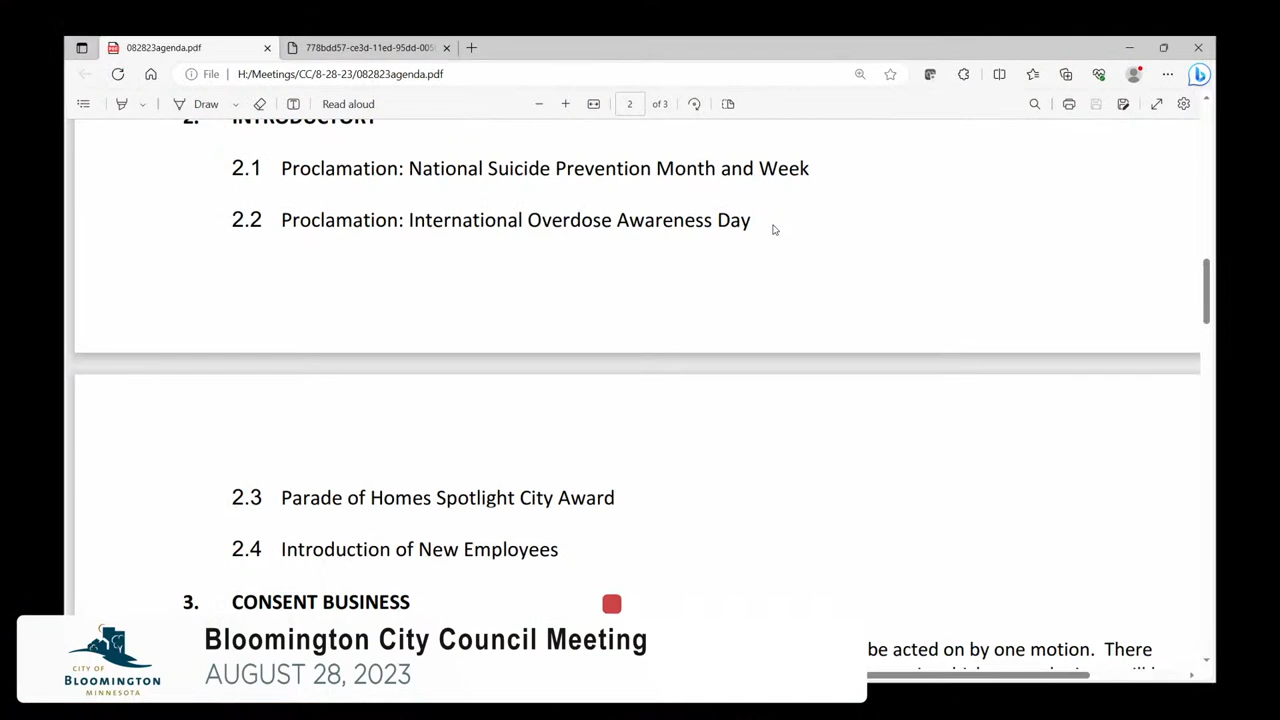 082823agenda.pdf
778bdd57-ce3d-11ed-95dd-005
File H:/Meetings/CC/8-28-23/082823agenda.pdf
Draw Read aloud 2 of 3
2. INTRODUCTORY
2.1 Proclamation: National Suicide Prevention Month and Week
2.2 Proclamation: International Overdose Awareness Day
2.3 Parade of Homes Spotlight City Award
2.4 Introduction of New Employees
3. CONSENT BUSINESS
be acted on by one motion. There
Bloomington City Council Meeting
AUGUST 28, 2023
CITY OF
BLOOMINGTON
MINNESOTA